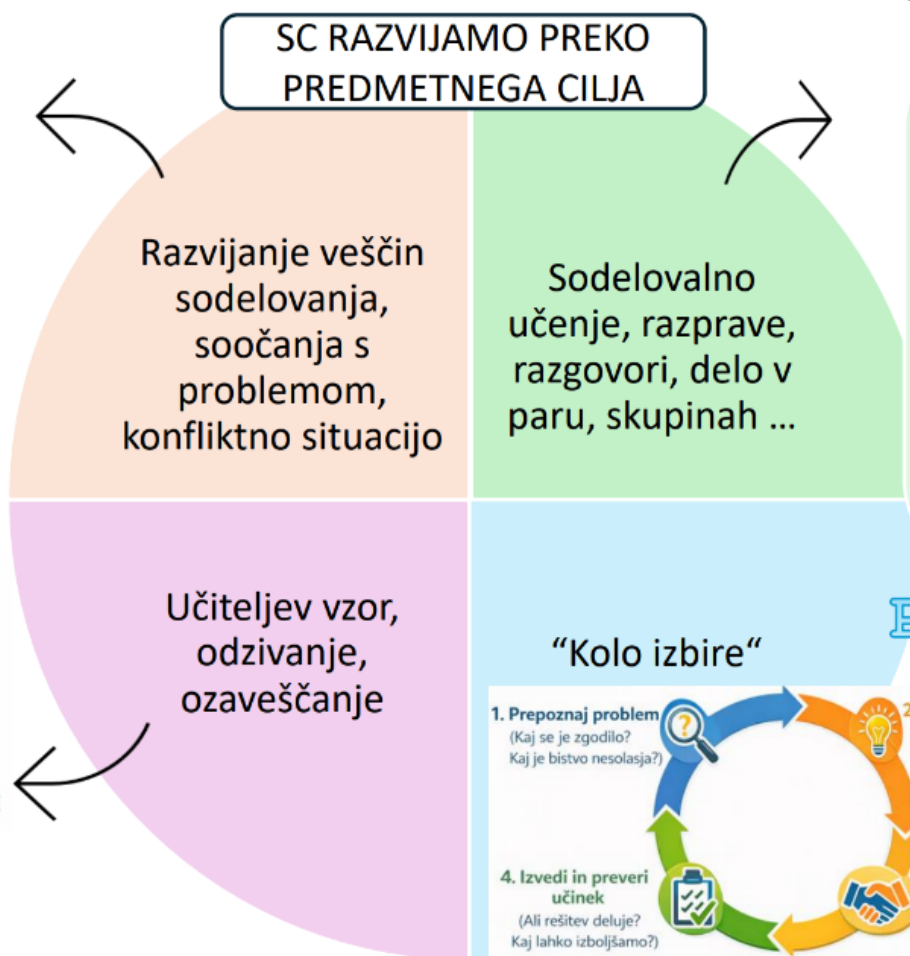 SC RAZVIJAMO PREKO
PREDMETNEGA CILJA
Razvijanje veščin
sodelovanja,
soočanja s
problemom,
konfliktno situacijo
Sodelovalno
učenje, razprave,
razgovori, delo v
paru, skupinah ...
Učiteljev vzor,
odzivanje,
ozaveščanje
“Kolo izbire“
1. Prepoznaj problem
(Kaj se je zgodilo?
Kaj je bistvo nesolasja?)
2
4. Izvedi in preveri
učinek
(Ali rešitev deluje?
Kaj lahko izboljšamo?)